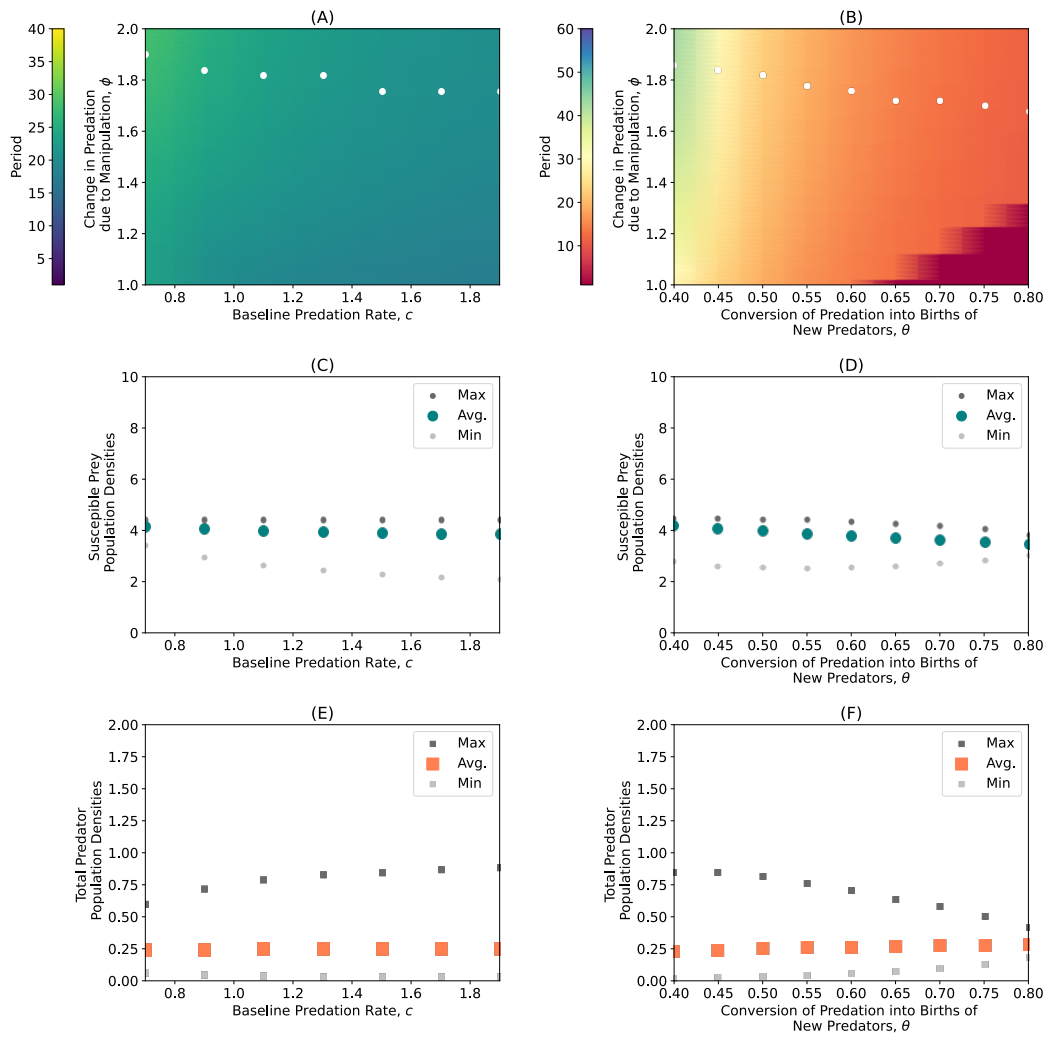 (A)
40
35
30
25
20
15
10
5
Period
2.0
1.8
1.6
1.4
1.2
1.0
Change in Predation
due to Manipulation, ϕ
0.8 1.0 1.2 1.4 1.6 1.8
Baseline Predation Rate, c
(B)
60
50
40
30
20
10
Period
2.0
1.8
1.6
1.4
1.2
1.0
Change in Predation
due to Manipulation, ϕ
0.40 0.45 0.50 0.55 0.60 0.65 0.70 0.75 0.80
Conversion of Predation into Births of
New Predators, θ
(C)
10
8
6
4
2
0
Suscepible Prey
Population Densities
Max
Avg.
Min
0.8 1.0 1.2 1.4 1.6 1.8
Baseline Predation Rate, c
(D)
10
8
6
4
2
0
Suscepible Prey
Population Densities
Max
Avg.
Min
0.40 0.45 0.50 0.55 0.60 0.65 0.70 0.75 0.80
Conversion of Predation into Births of
New Predators, θ
(E)
2.00
1.75
1.50
1.25
1.00
0.75
0.50
0.25
0.00
Total Predator
Population Densities
Max
Avg.
Min
0.8 1.0 1.2 1.4 1.6 1.8
Baseline Predation Rate, c
(F)
2.00
1.75
1.50
1.25
1.00
0.75
0.50
0.25
0.00
Total Predator
Population Densities
Max
Avg.
Min
0.40 0.45 0.50 0.55 0.60 0.65 0.70 0.75 0.80
Conversion of Predation into Births of
New Predators, θ